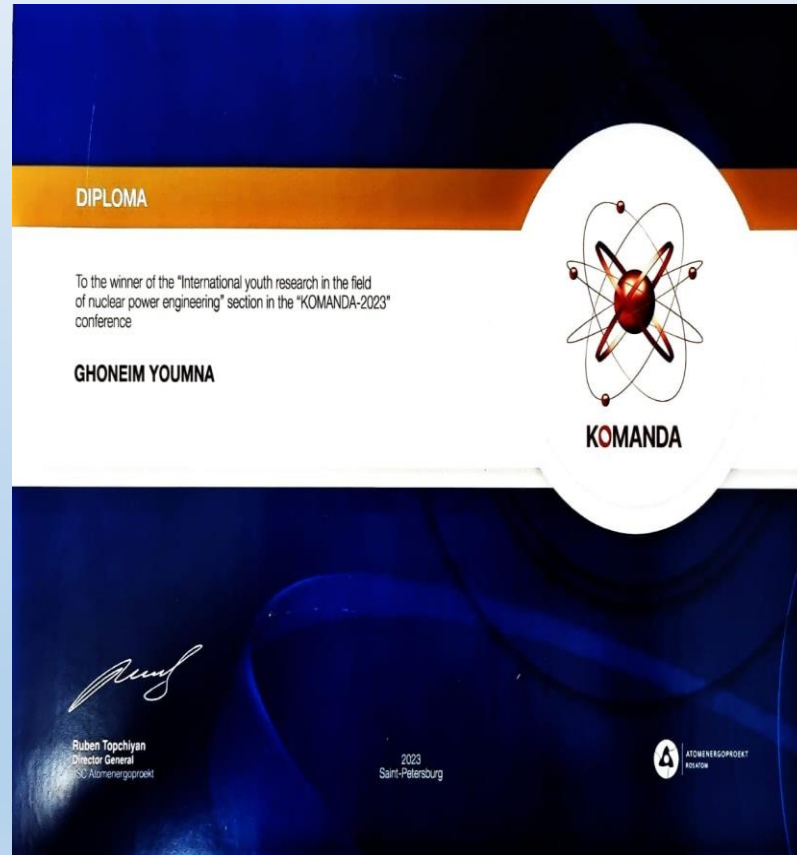 DIPLOMA
To the winner of the "International youth research in the field
of nuclear power engineering" section in the "KOMANDA-2023"
conference
GHONEIM YOUMNA
KOMANDA
Ruben Topchiyan
Director General
JSC Atomenergoproekt
2023
Saint-Petersburg
ATOMENERGOPROEKT
ROSATOM